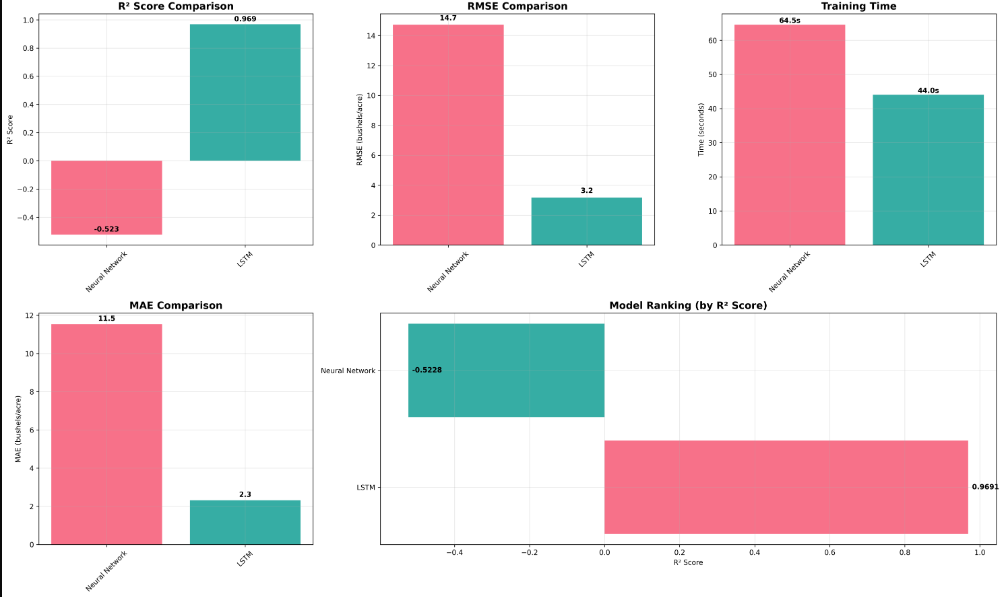 R² Score Comparison
R² Score
1.0
0.8
0.6
0.4
0.2
0.0
−0.2
−0.4
-0.523
0.969
Neural Network
LSTM
RMSE Comparison
RMSE (bushels/acre)
14
12
10
8
6
4
2
0
14.7
3.2
Neural Network
LSTM
Training Time
Time (seconds)
60
50
40
30
20
10
0
64.5s
44.0s
Neural Network
LSTM
MAE Comparison
MAE (bushels/acre)
12
10
8
6
4
2
0
11.5
2.3
Neural Network
LSTM
Model Ranking (by R² Score)
Neural Network
-0.5228
LSTM
0.9691
−0.4
−0.2
0.0
0.2
0.4
0.6
0.8
1.0
R² Score